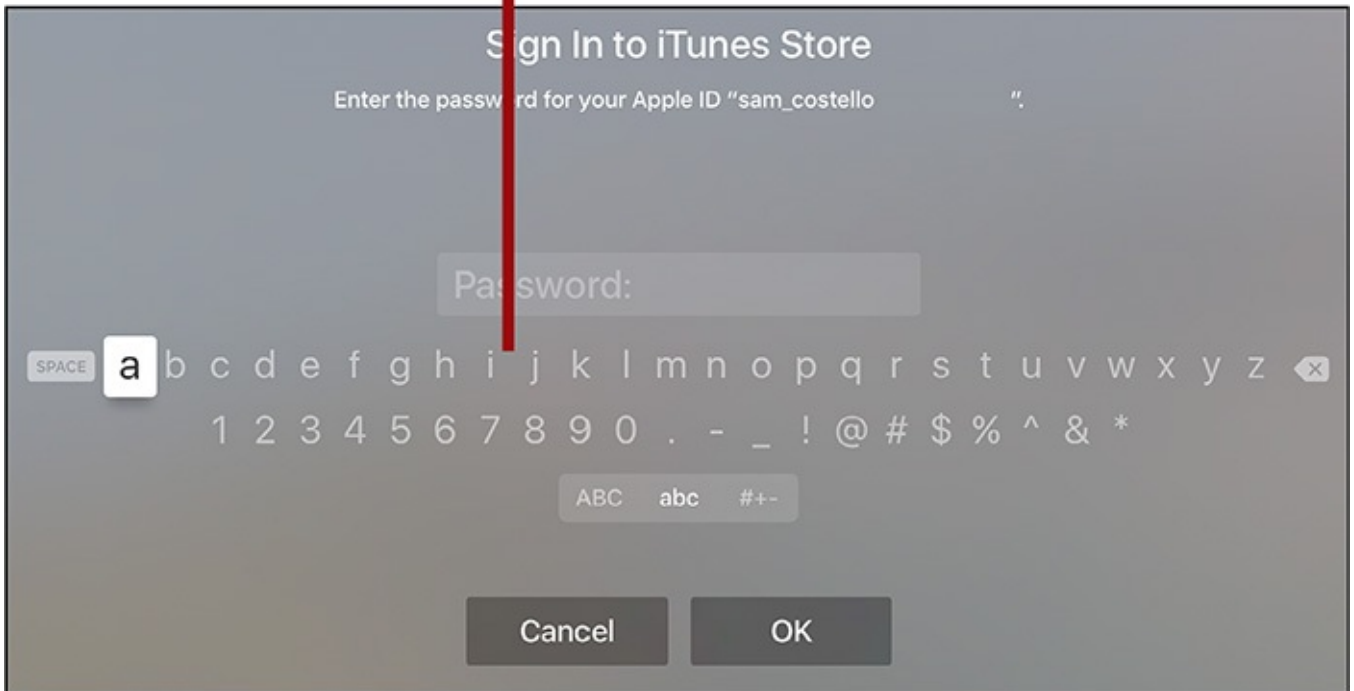 Sign In to iTunes Store
Enter the password for your Apple ID “sam_costello ”.
Password:
SPACE a b c d e f g h i j k l m n o p q r s t u v w x y z
1 2 3 4 5 6 7 8 9 0 . - _ ! @ # $ % ^ & *
ABC abc #+-
Cancel OK